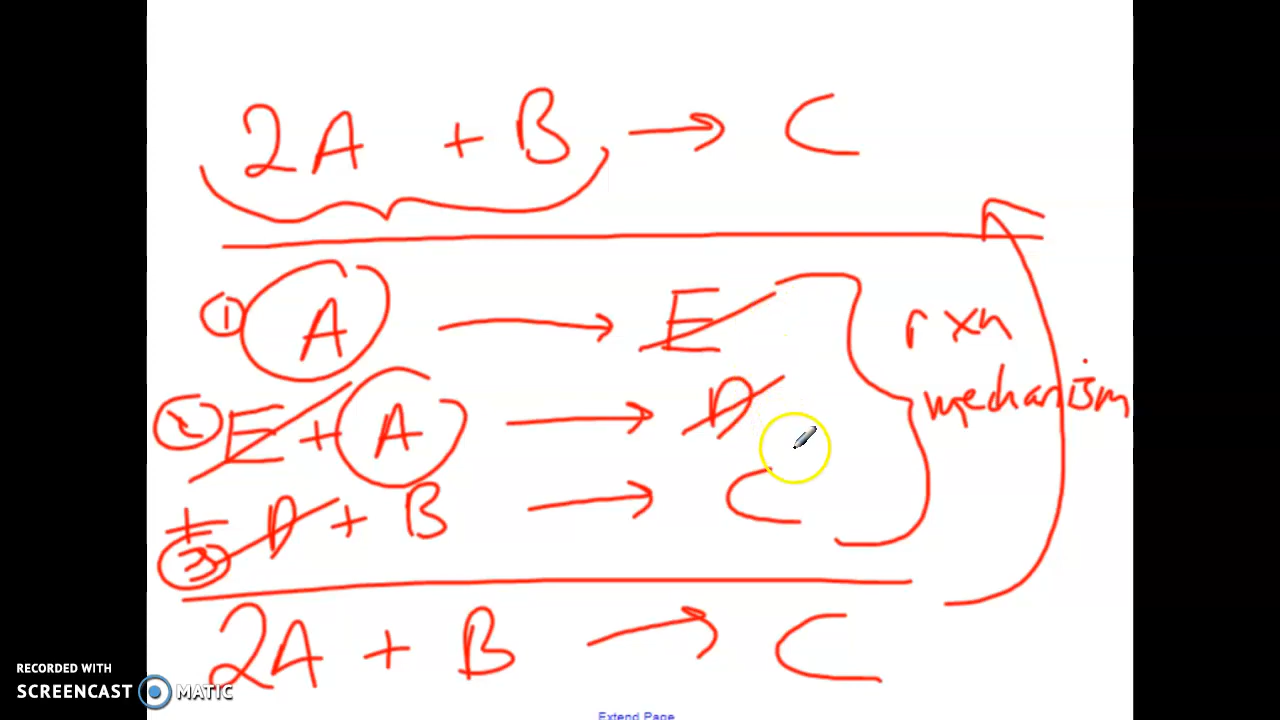 2A + B → C
① A → E
rxn
② E + A → D
mechanism
+ ③ D + B → C
2A + B → C
RECORDED WITH
SCREENCAST MATIC
Extend Page